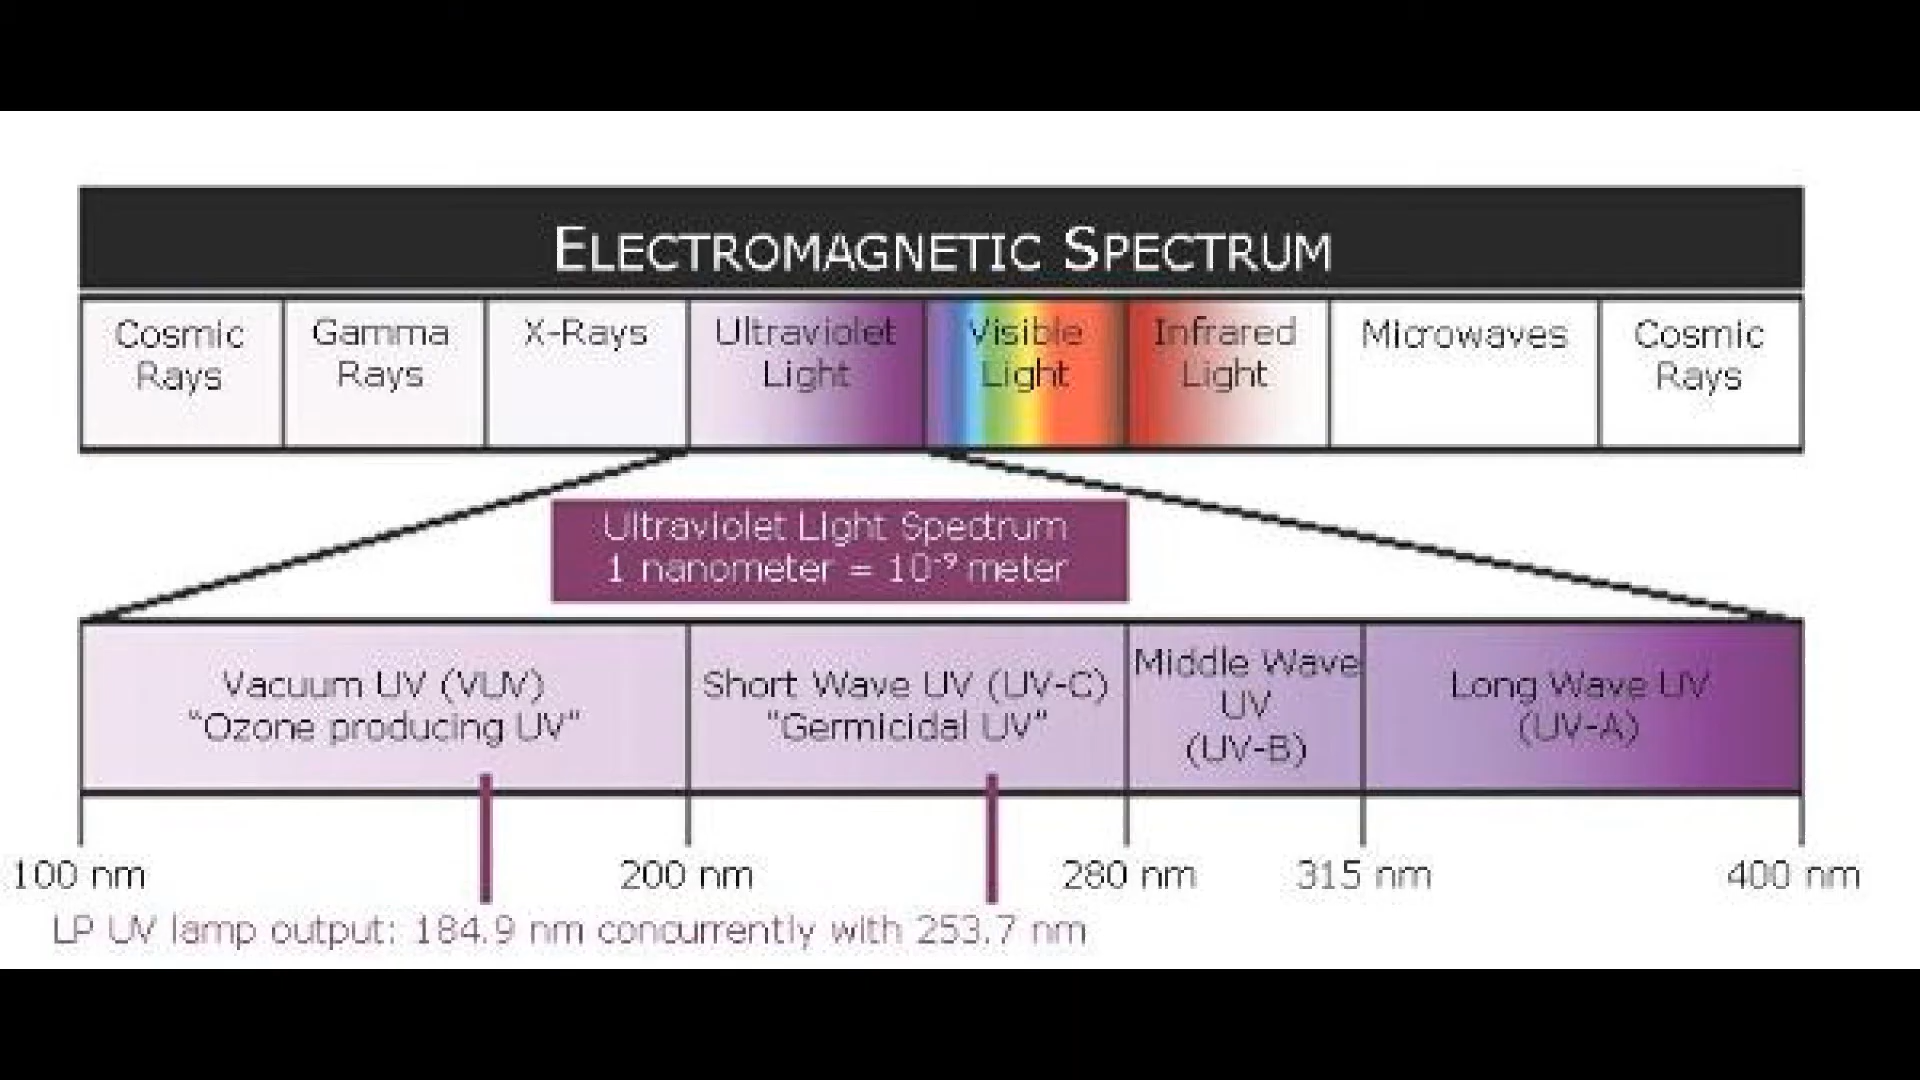 ELECTROMAGNETIC SPECTRUM
Cosmic
Rays
Gamma
Rays
X-Rays
Ultraviolet
Light
Visible
Light
Infrared
Light
Microwaves
Cosmic
Rays
Ultraviolet Light Spectrum
1 nanometer = 10⁻⁹ meter
Vacuum UV (VUV)
"Ozone producing UV"
Short Wave UV (UV-C)
"Germicidal UV"
Middle Wave
UV
(UV-B)
Long Wave UV
(UV-A)
100 nm
200 nm
280 nm
315 nm
400 nm
LP UV lamp output: 184.9 nm concurrently with 253.7 nm